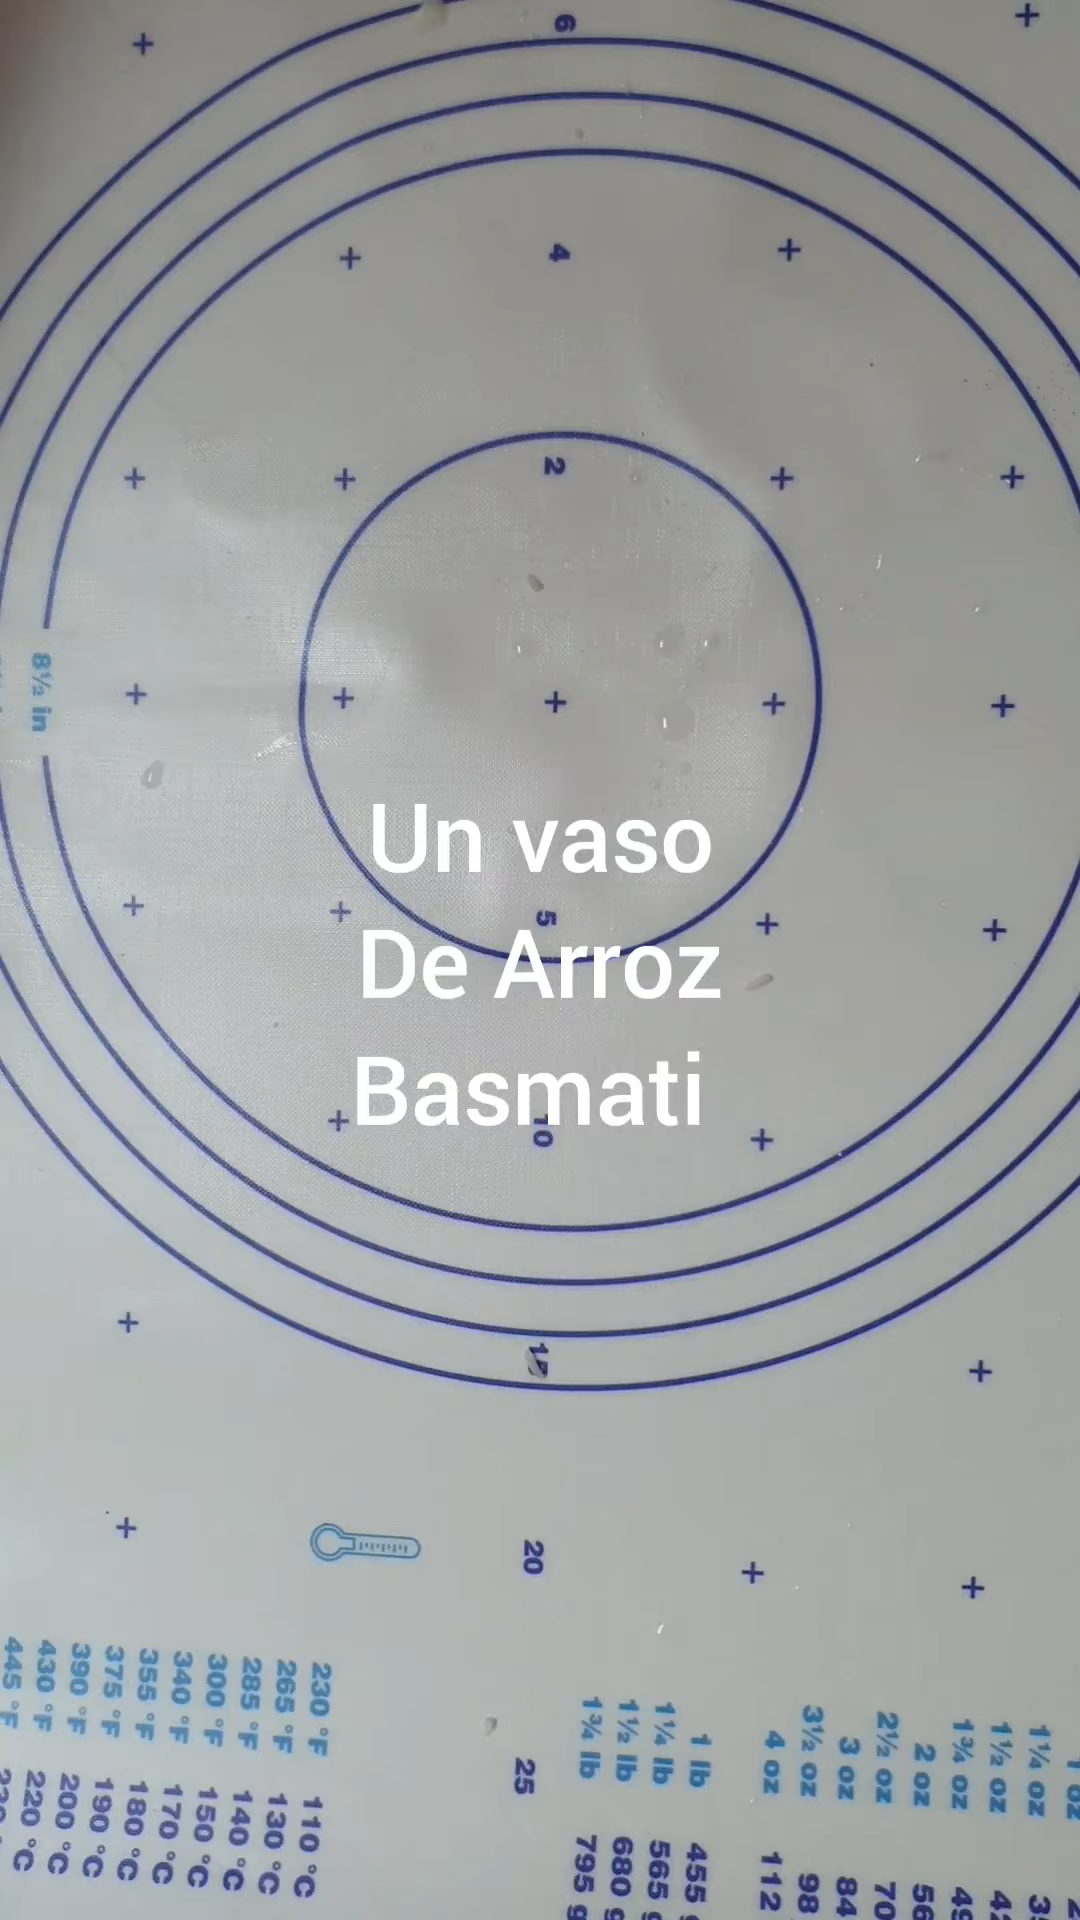 Un vaso
De Arroz
Basmati
6
4
2
5
10
15
20
25
8½ in
230 °F 110 °C
265 °F 130 °C
285 °F 140 °C
300 °F 150 °C
340 °F 170 °C
355 °F 180 °C
375 °F 190 °C
390 °F 200 °C
430 °F 220 °C
445 °F
1¼ oz
1½ oz
1¾ oz
2 oz 56
2½ oz 70
3 oz 84
3½ oz 98
4 oz 112
1 lb 455 g
1¼ lb 565 g
1½ lb 680 g
1¾ lb 795 g